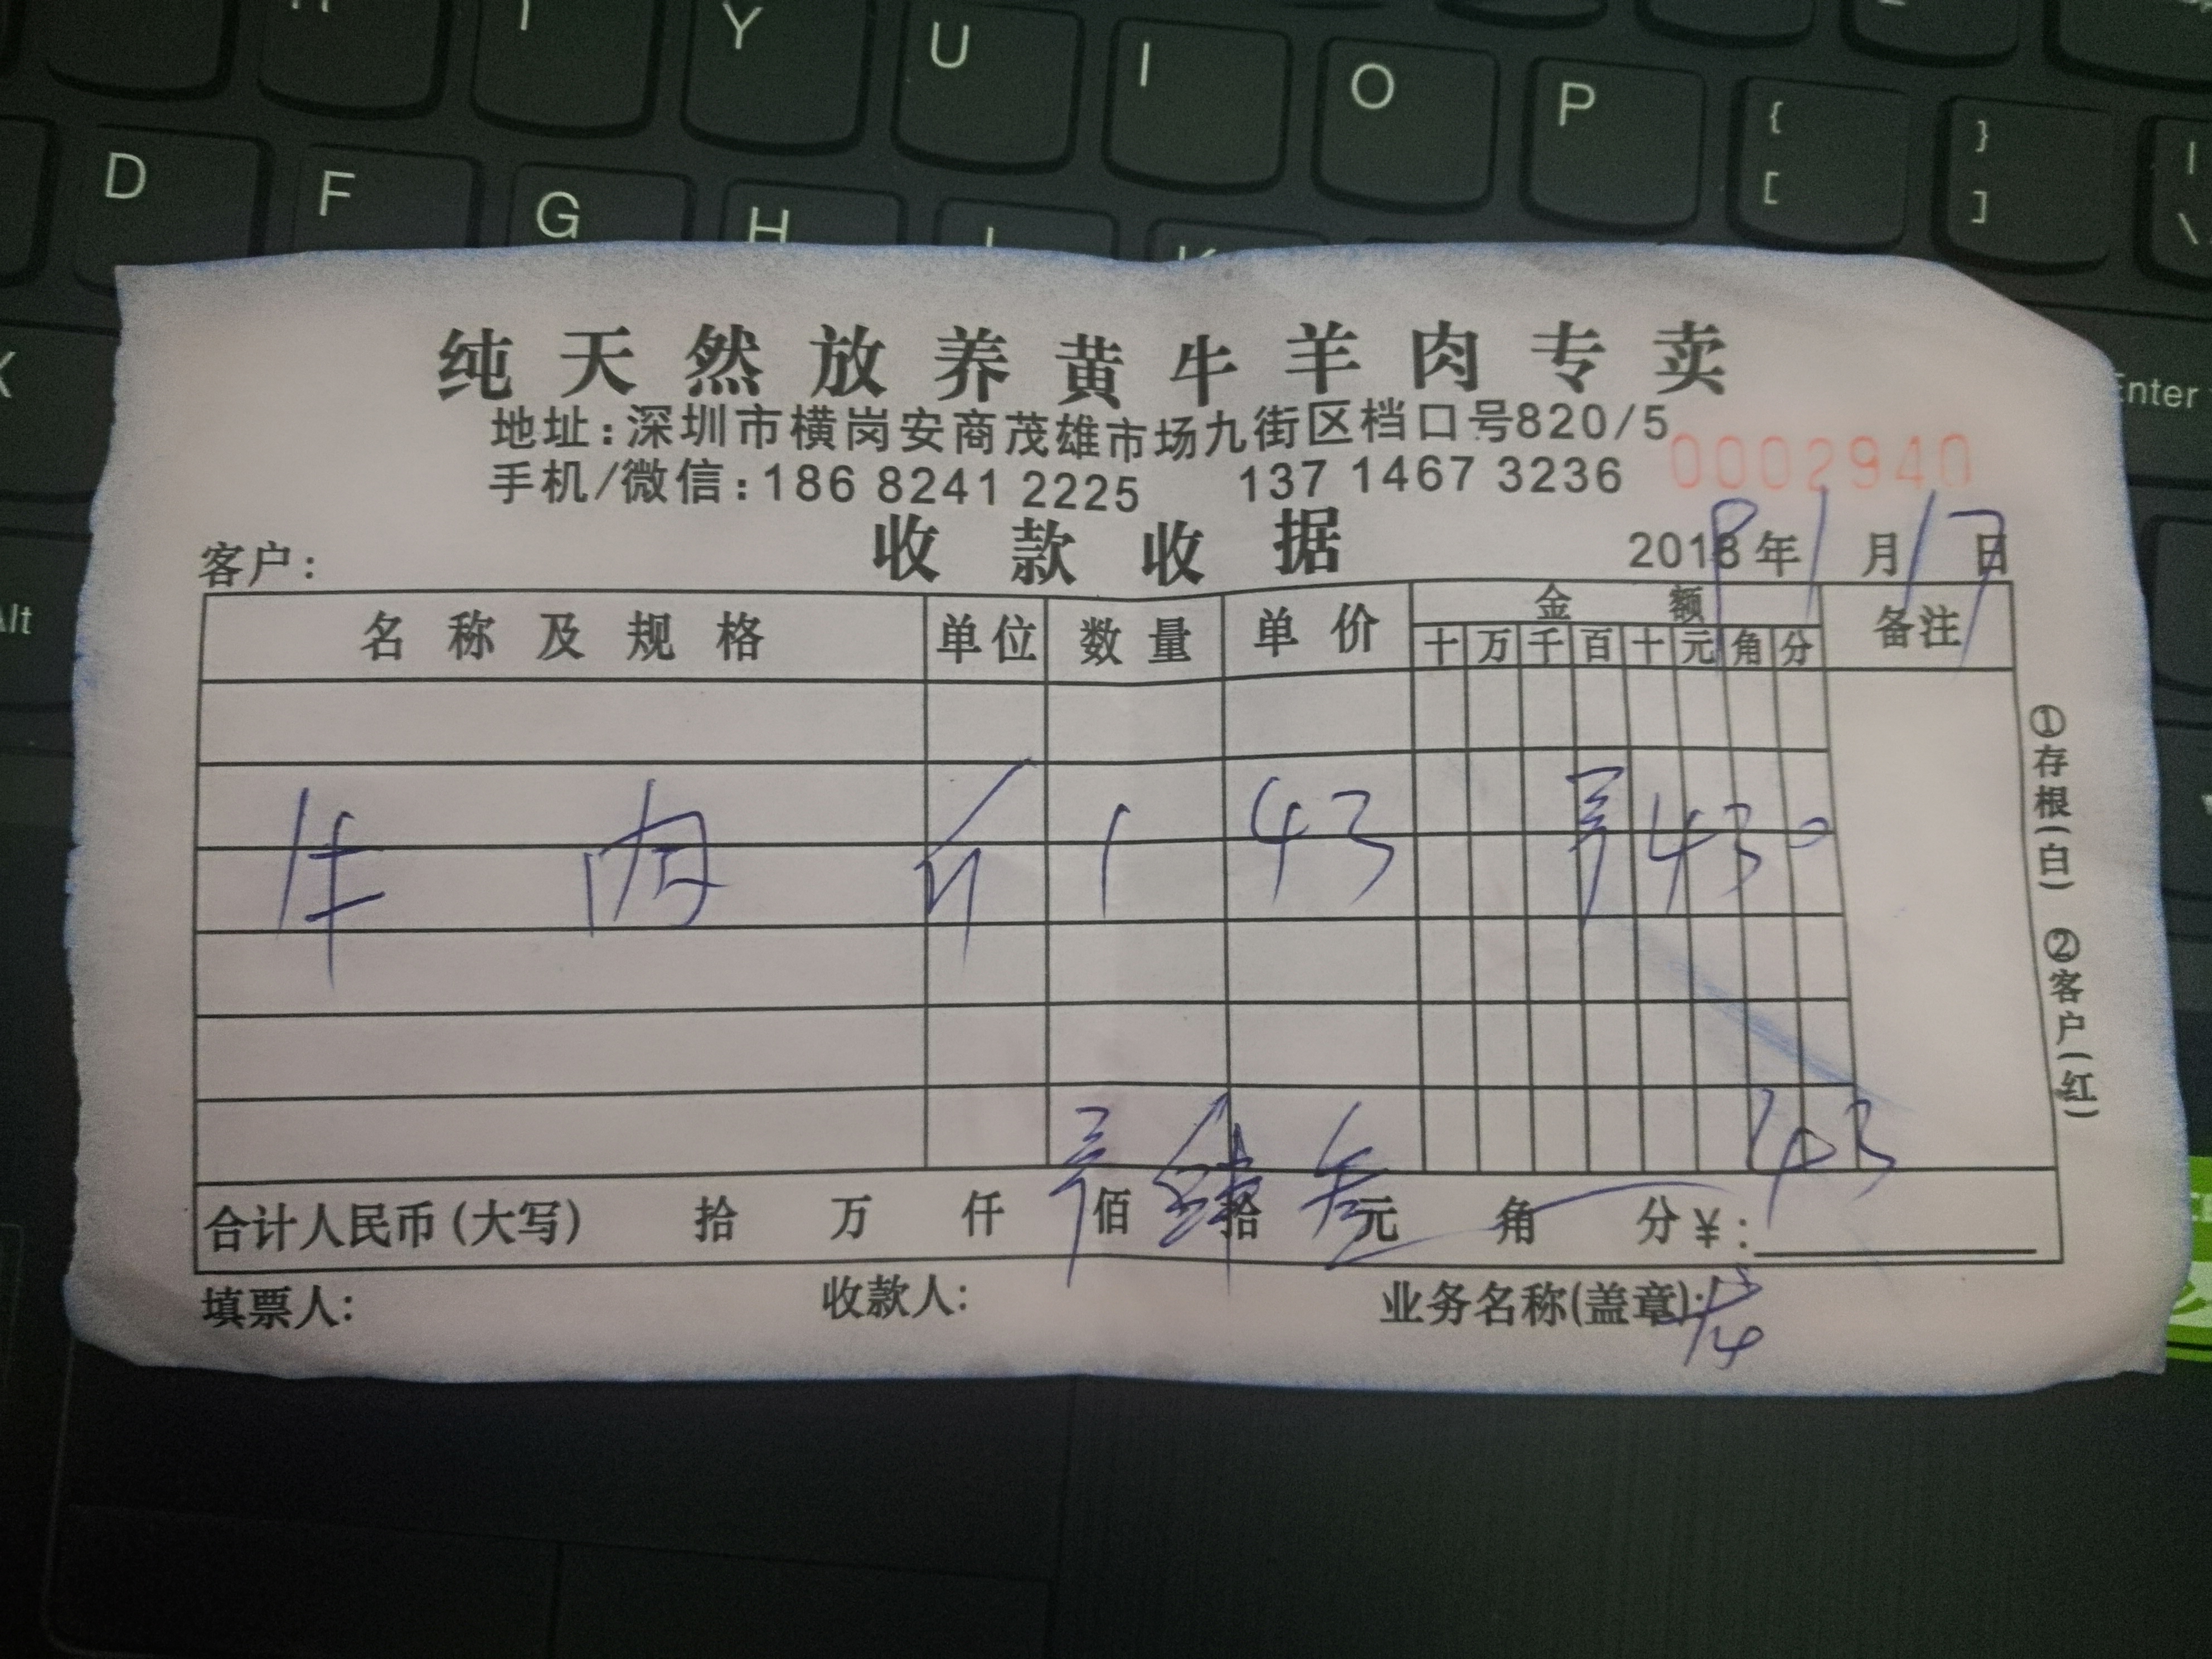 Y U I O P { [ } ] | \
D F G H
Enter
Alt
纯天然放养黄牛羊肉专卖
地址:深圳市横岗安商茂雄市场九街区档口号820/5
手机/微信:186 8241 2225 137 1467 3236
0002940
收款收据
客户:
2018年1月17日
名称及规格 单位 数量 单价 金额 备注
十 万 千 百 十 元 角 分
牛肉 斤 1 43 430
合计人民币(大写) 拾 万 仟 佰 肆拾 叁元 角 分 ¥: 43
填票人: 收款人: 业务名称(盖章):
①存根(白) ②客户(红)